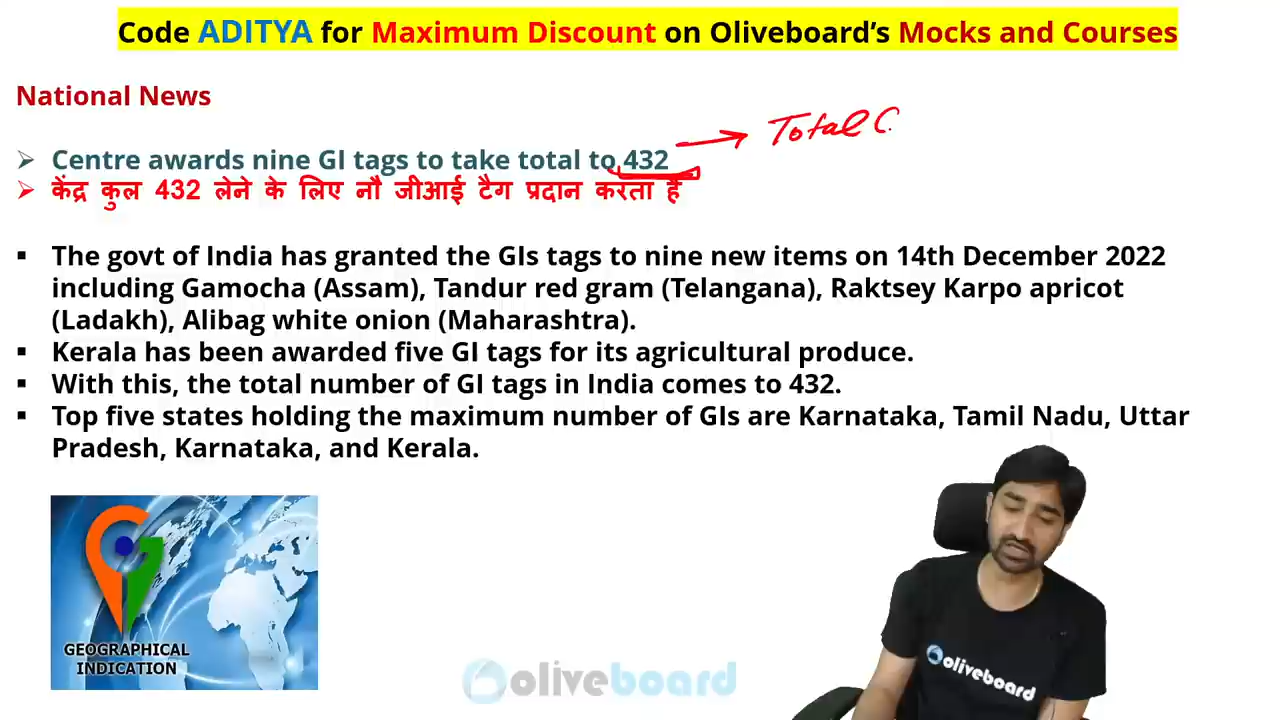 Code ADITYA for Maximum Discount on Oliveboard's Mocks and Courses
National News
Total C
Centre awards nine GI tags to take total to 432
केंद्र कुल 432 लेने के लिए नौ जीआई टैग प्रदान करता है
The govt of India has granted the GIs tags to nine new items on 14th December 2022
including Gamocha (Assam), Tandur red gram (Telangana), Raktsey Karpo apricot
(Ladakh), Alibag white onion (Maharashtra).
Kerala has been awarded five GI tags for its agricultural produce.
With this, the total number of GI tags in India comes to 432.
Top five states holding the maximum number of GIs are Karnataka, Tamil Nadu, Uttar
Pradesh, Karnataka, and Kerala.
GEOGRAPHICAL
INDICATION
oliveboard
oliveboard